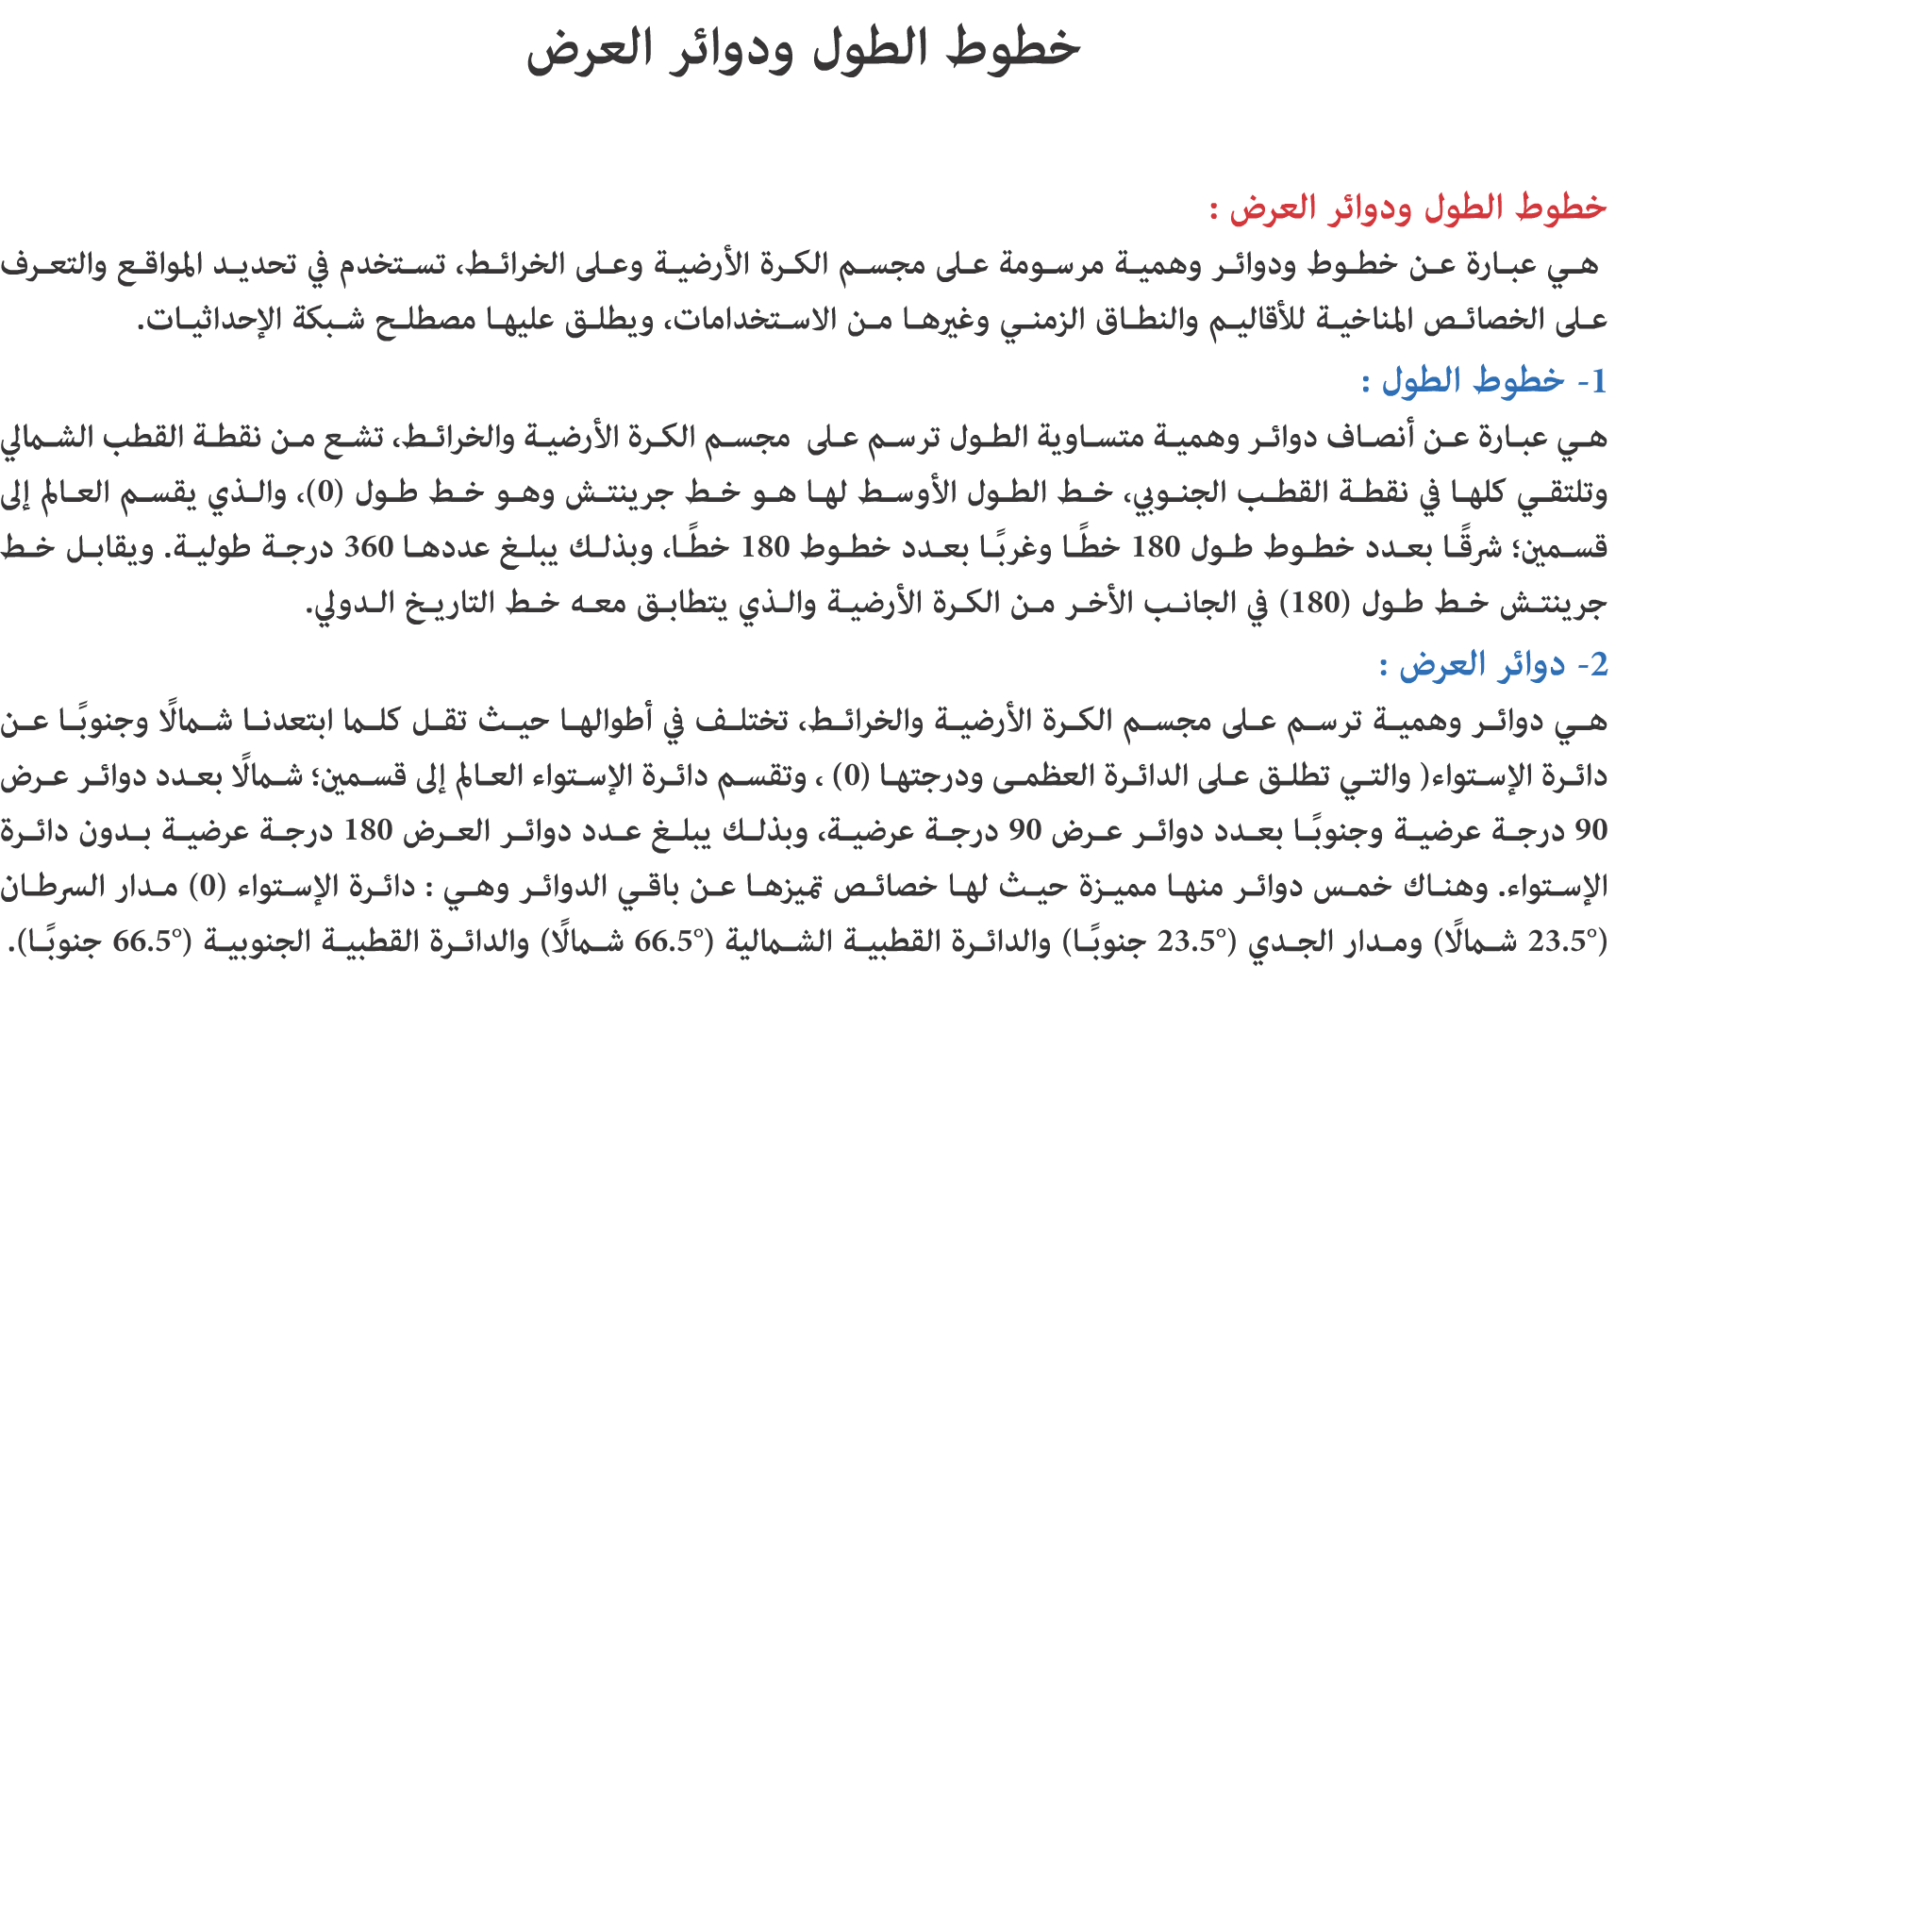 خطوط الطول ودوائر العرض
خطوط الطول ودوائر العرض :
هي عبارة عن خطوط ودوائر وهمية مرسومة على مجسم الكرة الأرضية وعلى الخرائط، تستخدم في تحديد المواقع والتعرف
على الخصائص المناخية للأقاليم والنطاق الزمني وغيرها من الاستخدامات، ويطلق عليها مصطلح شبكة الإحداثيات.
1- خطوط الطول :
هي عبارة عن أنصاف دوائر وهمية متساوية الطول ترسم على مجسم الكرة الأرضية والخرائط، تشع من نقطة القطب الشمالي
وتلتقي كلها في نقطة القطب الجنوبي، خط الطول الأوسط لها هو خط جرينتش وهو خط طول (0)، والذي يقسم العالم إلى
قسمين؛ شرقًا بعدد خطوط طول 180 خطًا وغربًا بعدد خطوط 180 خطًا، وبذلك يبلغ عددها 360 درجة طولية. ويقابل خط
جرينتش خط طول (180) في الجانب الأخر من الكرة الأرضية والذي يتطابق معه خط التاريخ الدولي.
2- دوائر العرض :
هي دوائر وهمية ترسم على مجسم الكرة الأرضية والخرائط، تختلف في أطوالها حيث تقل كلما ابتعدنا شمالًا وجنوبًا عن
دائرة الإستواء( والتي تطلق على الدائرة العظمى ودرجتها (0) ، وتقسم دائرة الإستواء العالم إلى قسمين؛ شمالًا بعدد دوائر عرض
90 درجة عرضية وجنوبًا بعدد دوائر عرض 90 درجة عرضية، وبذلك يبلغ عدد دوائر العرض 180 درجة عرضية بدون دائرة
الإستواء. وهناك خمس دوائر منها مميزة حيث لها خصائص تميزها عن باقي الدوائر وهي : دائرة الإستواء (0) مدار السرطان
(23.5° شمالًا) ومدار الجدي (23.5° جنوبًا) والدائرة القطبية الشمالية (66.5° شمالًا) والدائرة القطبية الجنوبية (66.5° جنوبًا).